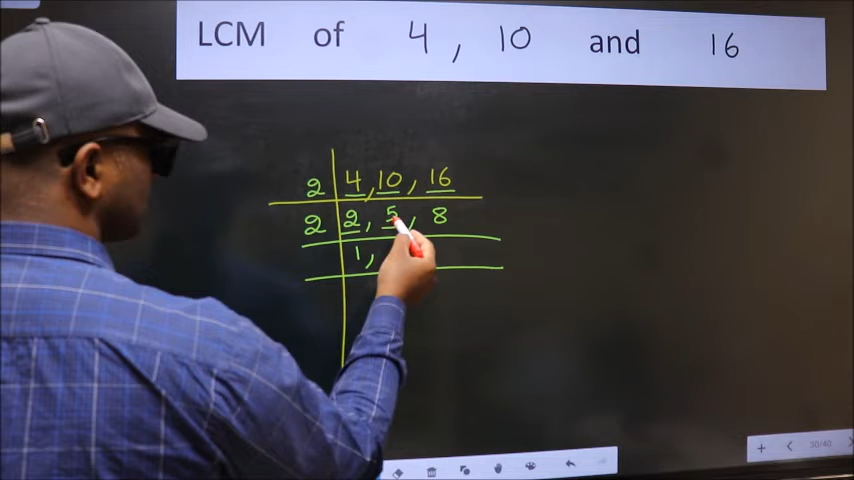 LCM of 4, 10 and 16
2 4, 10, 16
2 2, 5, 8
1,
30/40